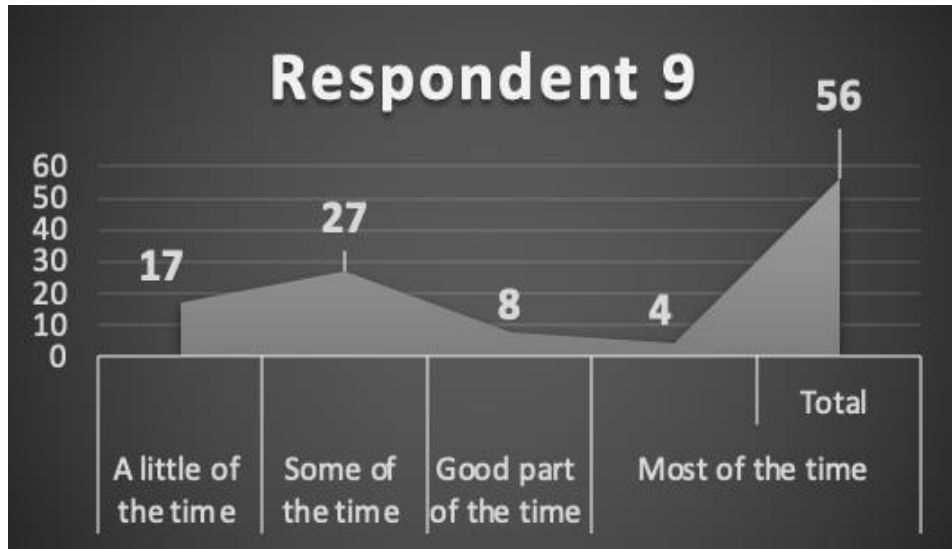 Respondent 9
56
60
50
40
30
20
10
0
17
27
8
4
Total
A little of
the time
Some of
the time
Good part
of the time
Most of the time